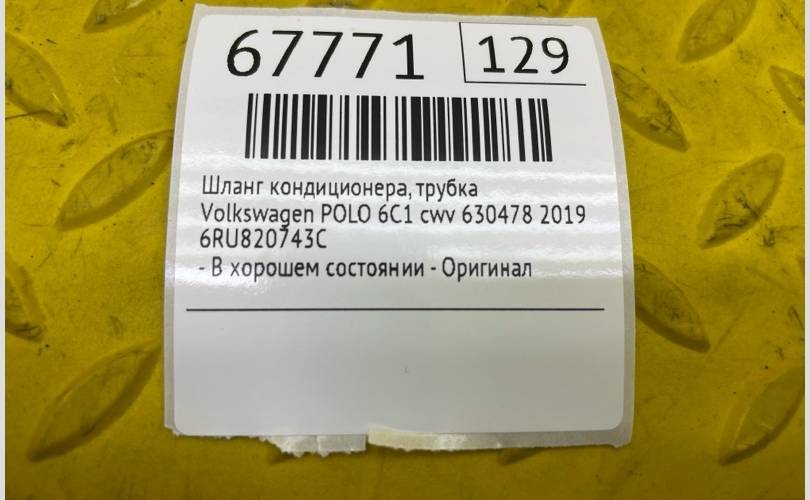 67771 129
Шланг кондиционера, трубка
Volkswagen POLO 6C1 cwv 630478 2019
6RU820743C
- В хорошем состоянии - Оригинал